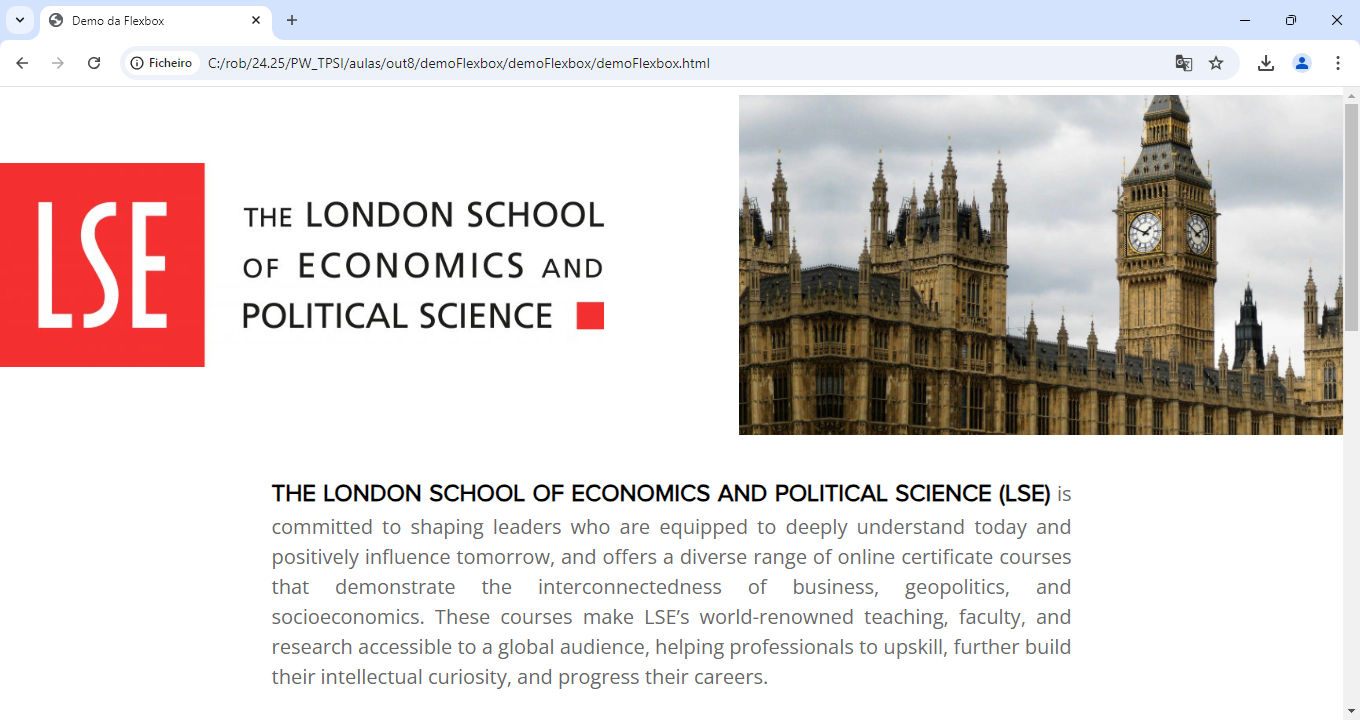 Demo da Flexbox
Ficheiro
C:/rob/24.25/PW_TPSI/aulas/out8/demoFlexbox/demoFlexbox/demoFlexbox.html
LSE
THE LONDON SCHOOL
OF ECONOMICS AND
POLITICAL SCIENCE
THE LONDON SCHOOL OF ECONOMICS AND POLITICAL SCIENCE (LSE) is
committed to shaping leaders who are equipped to deeply understand today and
positively influence tomorrow, and offers a diverse range of online certificate courses
that demonstrate the interconnectedness of business, geopolitics, and
socioeconomics. These courses make LSE’s world-renowned teaching, faculty, and
research accessible to a global audience, helping professionals to upskill, further build
their intellectual curiosity, and progress their careers.